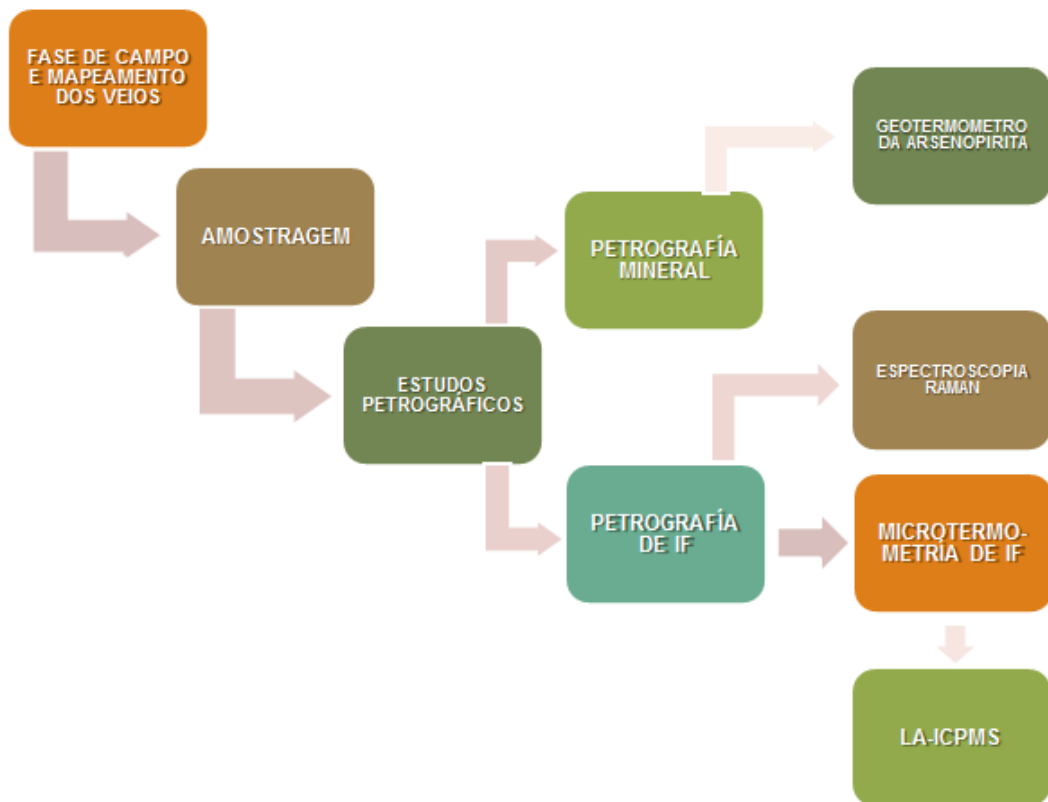 FASE DE CAMPO
E MAPEAMENTO
DOS VEIOS
AMOSTRAGEM
ESTUDOS
PETROGRÁFICOS
PETROGRAFÍA
MINERAL
GEOTERMOMETRO
DA ARSENOPIRITA
PETROGRAFÍA
DE IF
ESPECTROSCOPIA
RAMAN
MICROTERMO-
METRÍA DE IF
LA-ICPMS